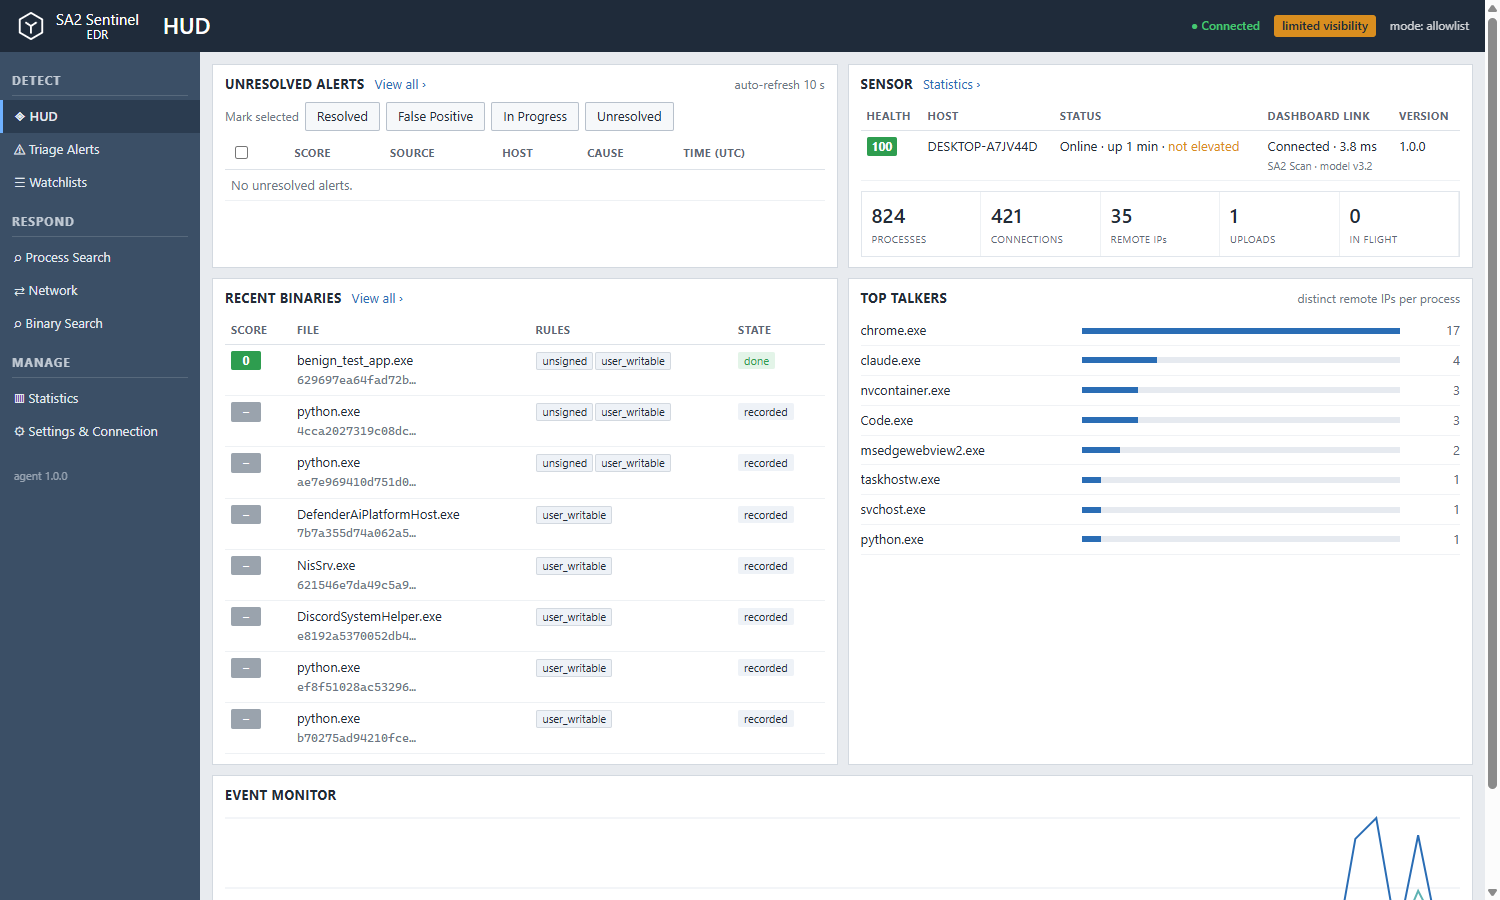 SA2 Sentinel
EDR
HUD
● Connected
limited visibility
mode: allowlist
DETECT
HUD
Triage Alerts
Watchlists
RESPOND
Process Search
Network
Binary Search
MANAGE
Statistics
Settings & Connection
agent 1.0.0
UNRESOLVED ALERTS View all ›
auto-refresh 10 s
Mark selected Resolved False Positive In Progress Unresolved
SCORE SOURCE HOST CAUSE TIME (UTC)
No unresolved alerts.
SENSOR Statistics ›
HEALTH HOST STATUS DASHBOARD LINK VERSION
100 DESKTOP-A7JV44D Online · up 1 min · not elevated Connected · 3.8 ms 1.0.0
SA2 Scan · model v3.2
824 421 35 1 0
PROCESSES CONNECTIONS REMOTE IPs UPLOADS IN FLIGHT
RECENT BINARIES View all ›
SCORE FILE RULES STATE
0 benign_test_app.exe unsigned user_writable done
629697ea64fad72b…
– python.exe unsigned user_writable recorded
4cca2027319c08dc…
– python.exe unsigned user_writable recorded
ae7e969410d751d0…
– DefenderAiPlatformHost.exe user_writable recorded
7b7a355d74a062a5…
– NisSrv.exe user_writable recorded
621546e7da49c5a9…
– DiscordSystemHelper.exe user_writable recorded
e8192a5370052db4…
– python.exe user_writable recorded
ef8f51028ac53296…
– python.exe user_writable recorded
b70275ad94210fce…
TOP TALKERS
distinct remote IPs per process
chrome.exe 17
claude.exe 4
nvcontainer.exe 3
Code.exe 3
msedgewebview2.exe 2
taskhostw.exe 1
svchost.exe 1
python.exe 1
EVENT MONITOR